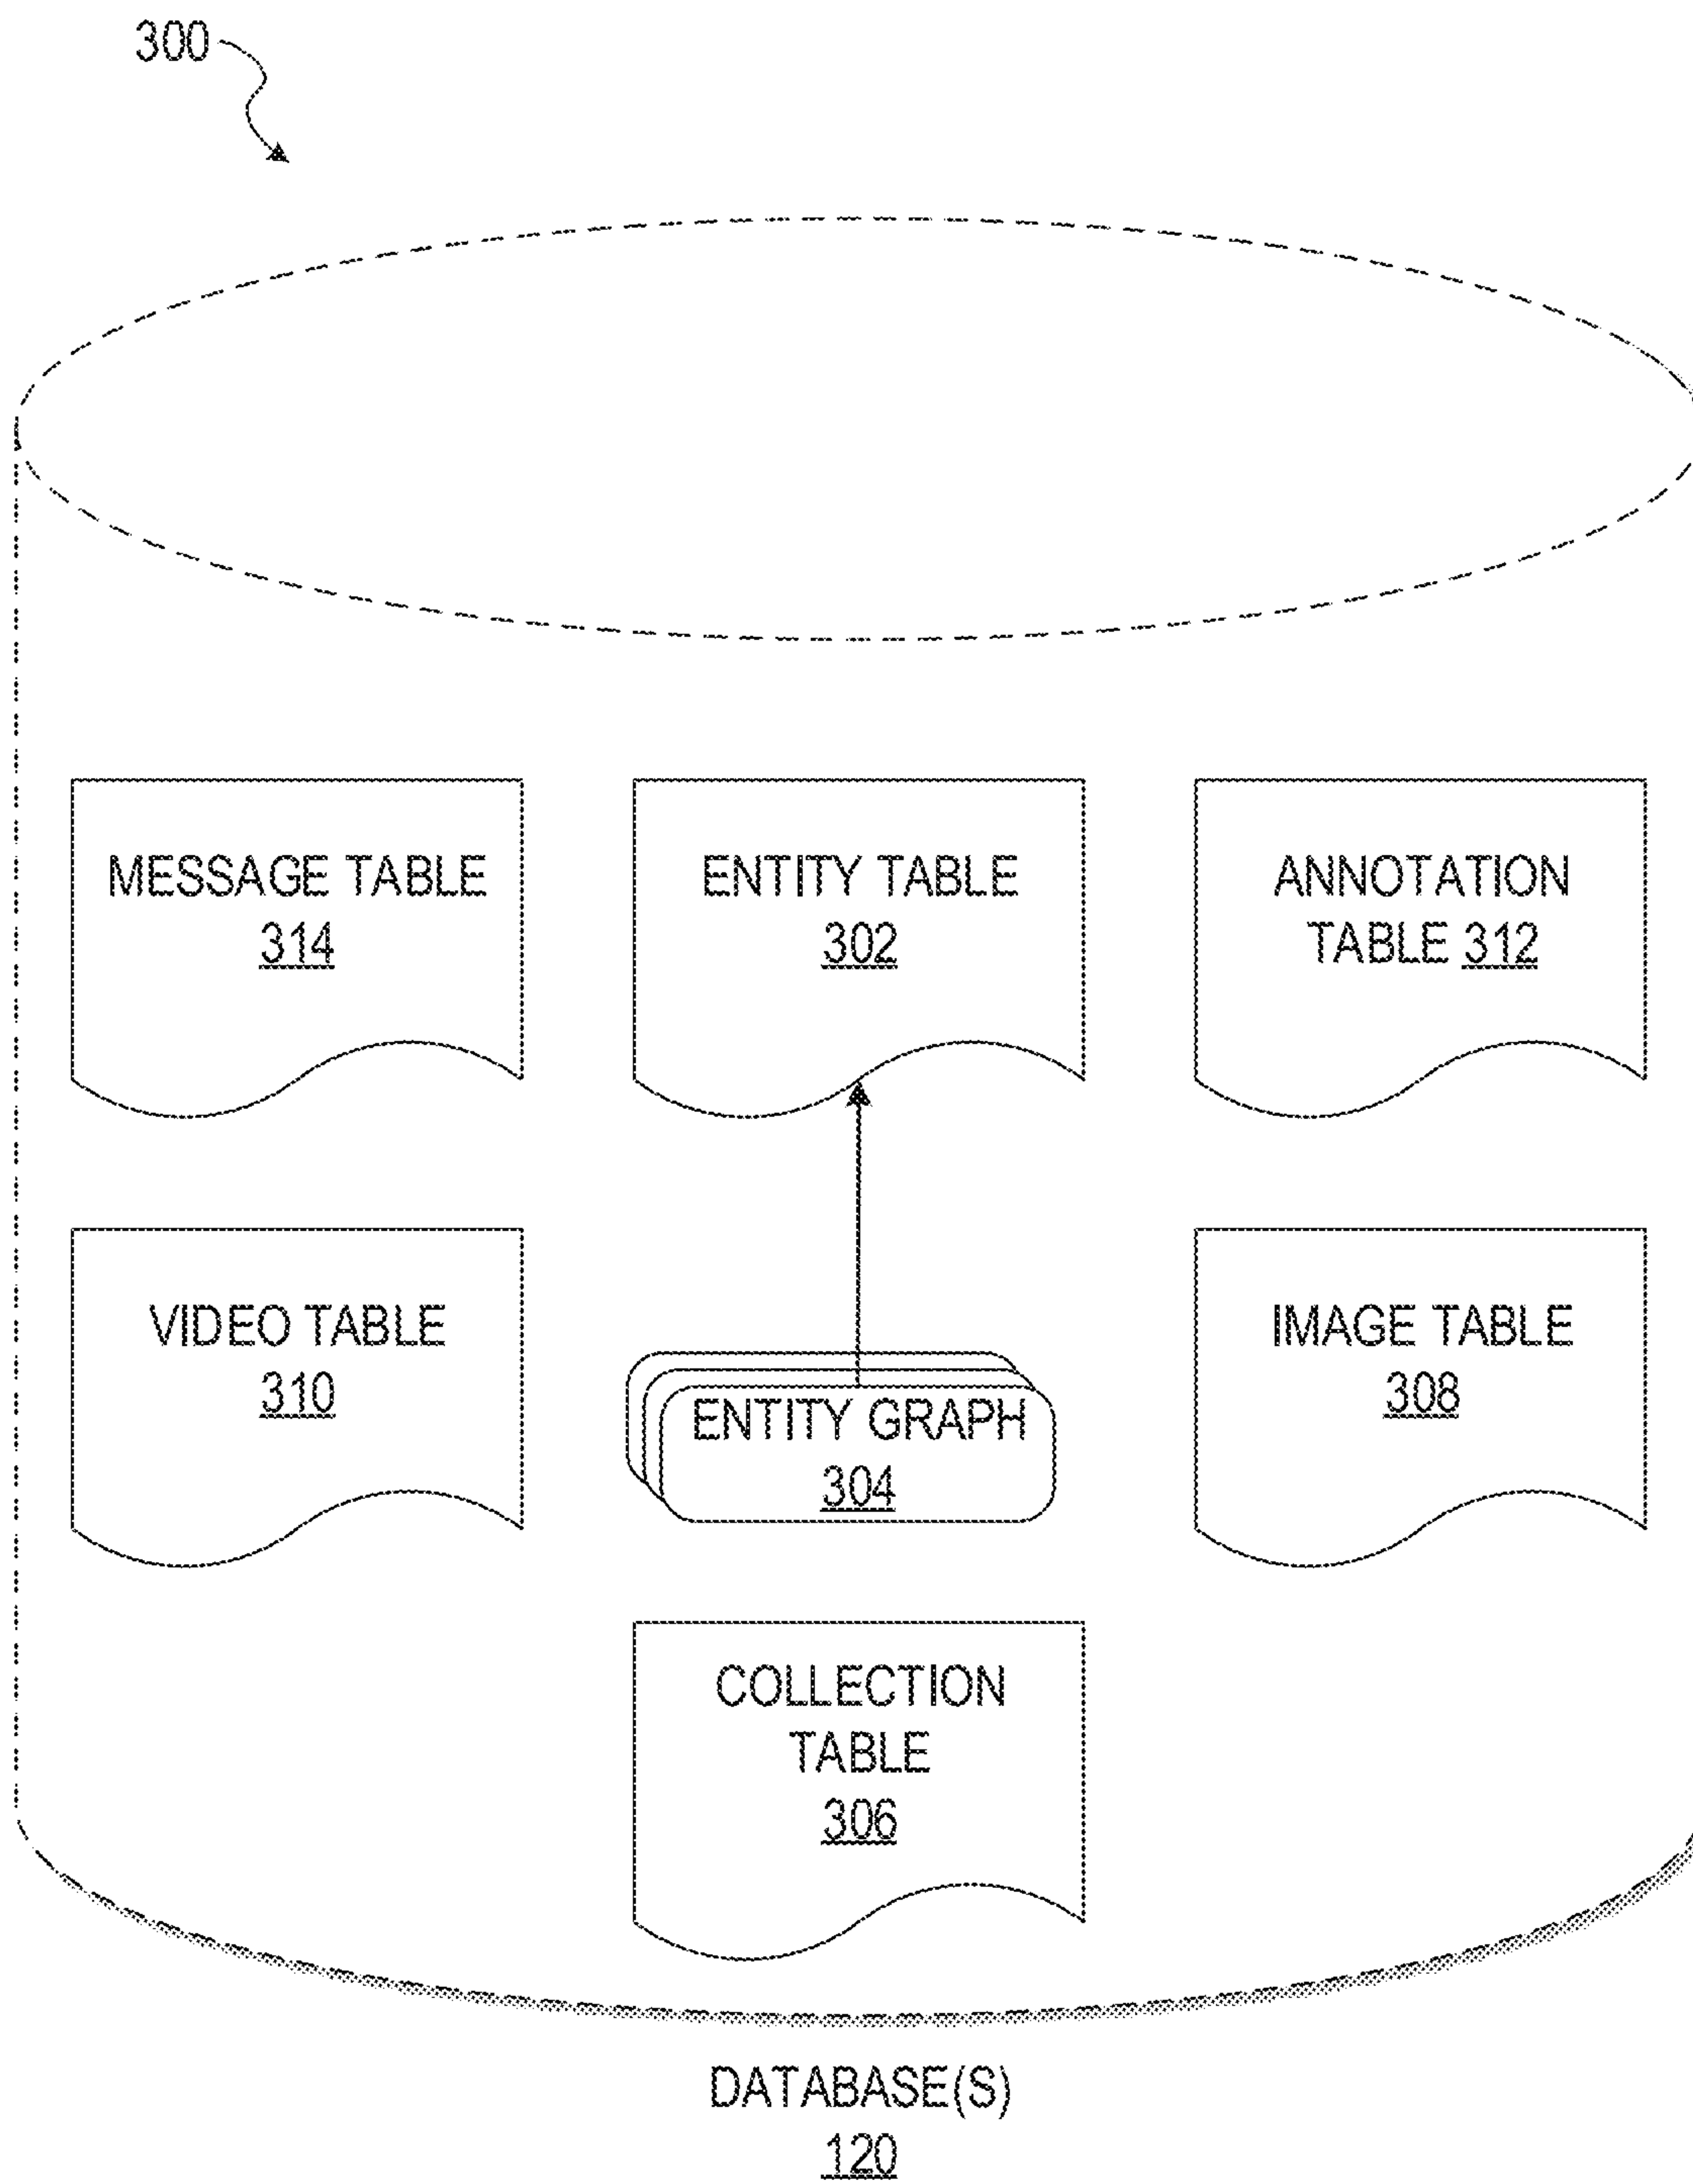 300
MESSAGE TABLE
314
ENTITY TABLE
302
ANNOTATION
TABLE 312
VIDEO TABLE
310
ENTITY GRAPH
304
IMAGE TABLE
308
COLLECTION
TABLE
306
DATABASE(S)
120